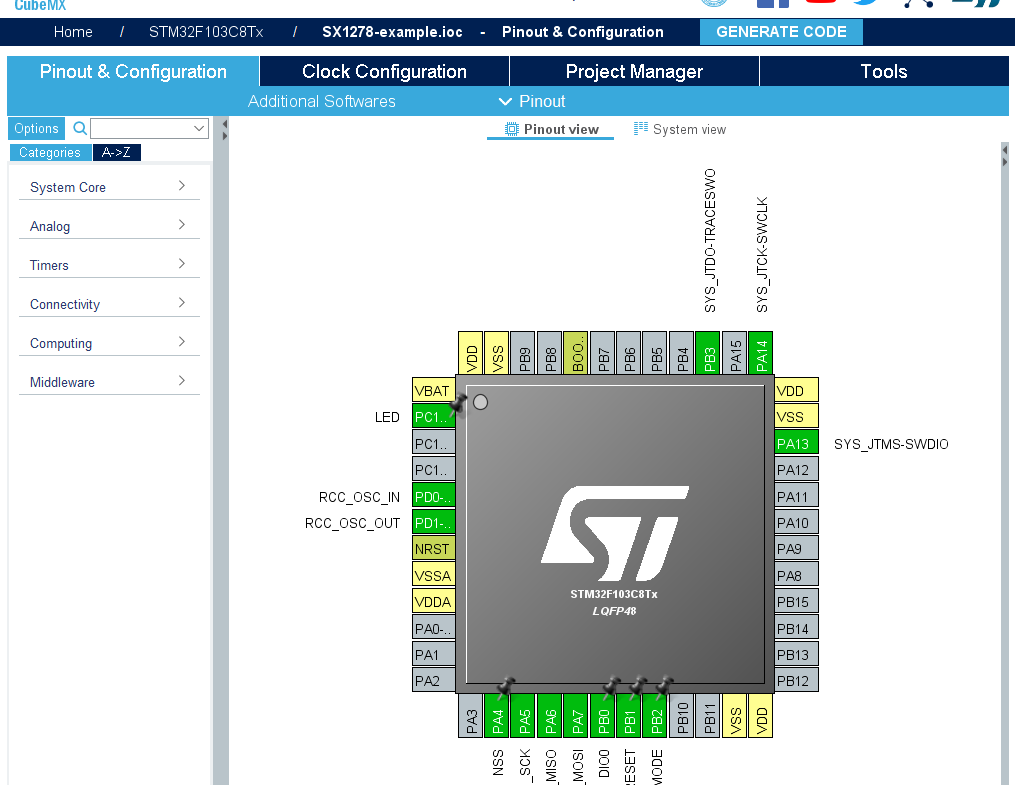 CubeMX
Home / STM32F103C8Tx / SX1278-example.ioc - Pinout & Configuration GENERATE CODE
Pinout & Configuration Clock Configuration Project Manager Tools
Additional Softwares Pinout
Options
Pinout view System view
Categories A->Z
System Core
Analog
Timers
Connectivity
Computing
Middleware
SYS_JTDO-TRACESWO
SYS_JTCK-SWCLK
VDD
VSS
PB9
PB8
BOO..
PB7
PB6
PB5
PB4
PB3
PA15
PA14
VBAT
LED PC1..
PC1..
PC1..
RCC_OSC_IN PD0-..
RCC_OSC_OUT PD1-..
NRST
VSSA
VDDA
PA0-..
PA1
PA2
VDD
VSS
PA13 SYS_JTMS-SWDIO
PA12
PA11
PA10
PA9
PA8
PB15
PB14
PB13
PB12
ST
STM32F103C8Tx
LQFP48
PA3
PA4
PA5
PA6
PA7
PB0
PB1
PB2
PB10
PB11
VSS
VDD
NSS
_SCK
_MISO
_MOSI
DIO0
RESET
MODE